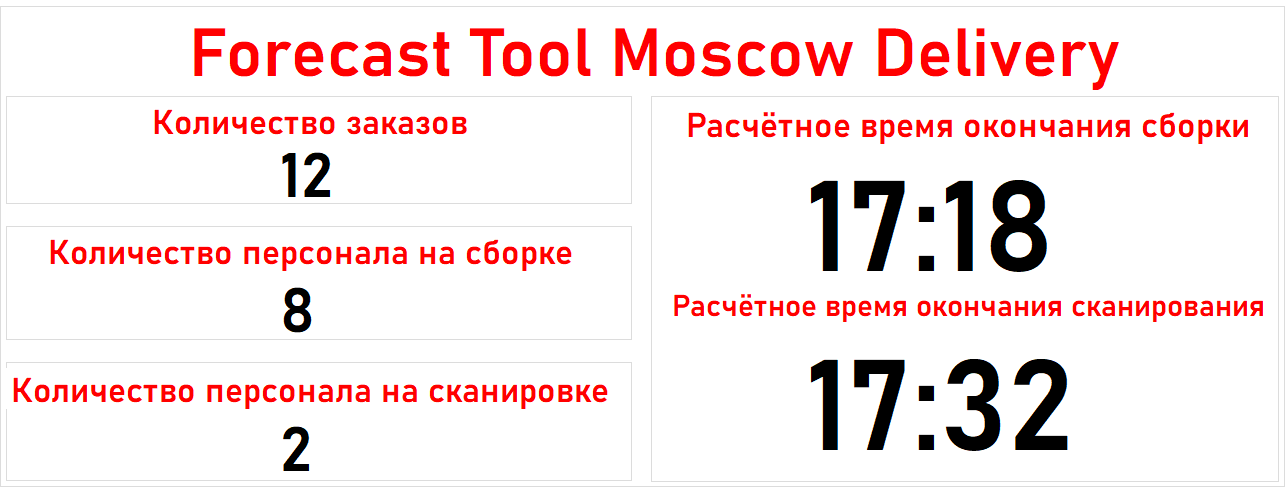 Forecast Tool Moscow Delivery
Количество заказов
12
Количество персонала на сборке
8
Количество персонала на сканировке
2
Расчётное время окончания сборки
17:18
Расчётное время окончания сканирования
17:32